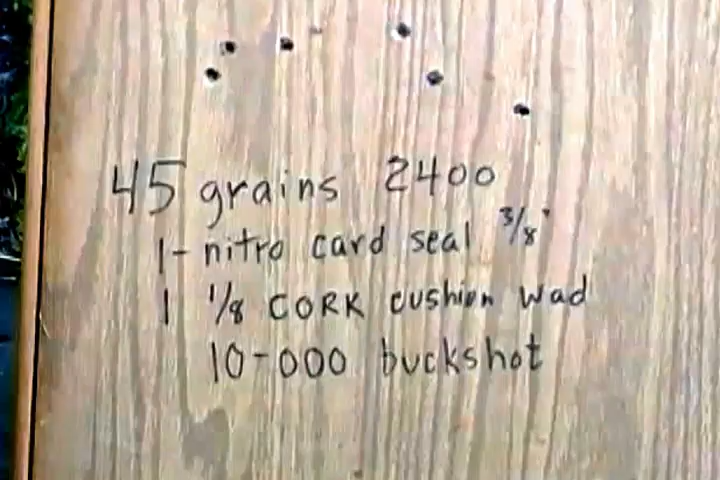 45 grains 2400
1- nitro card seal 3/8"
1 1/8 CORK cushion wad
10-000 buckshot